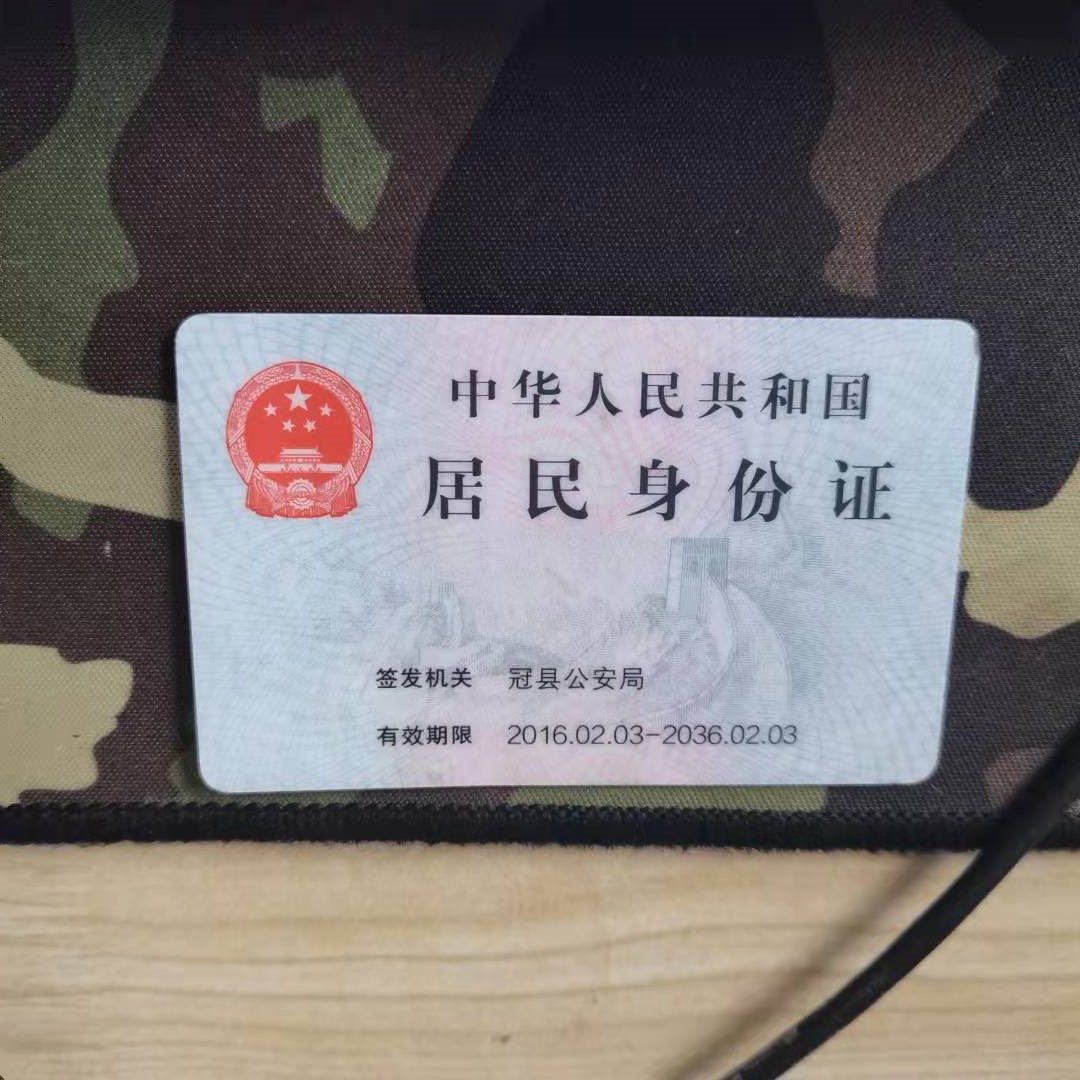 中华人民共和国
居民身份证
签发机关 冠县公安局
有效期限 2016.02.03-2036.02.03